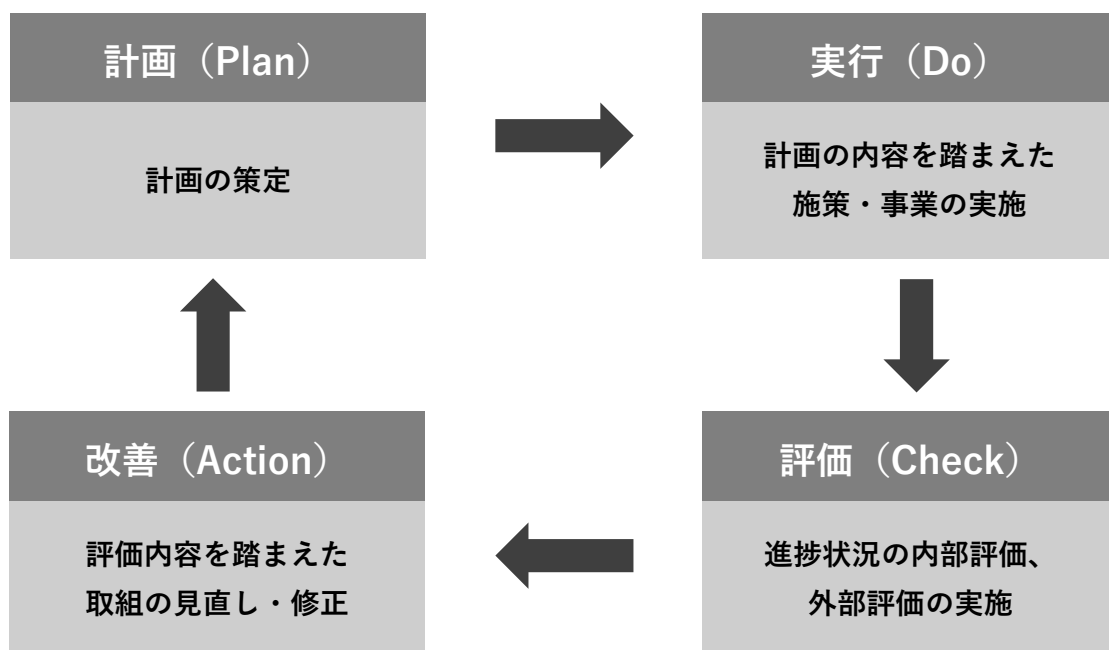 計画（Plan）
計画の策定
実行（Do）
計画の内容を踏まえた
施策・事業の実施
改善（Action）
評価内容を踏まえた
取組の見直し・修正
評価（Check）
進捗状況の内部評価、
外部評価の実施